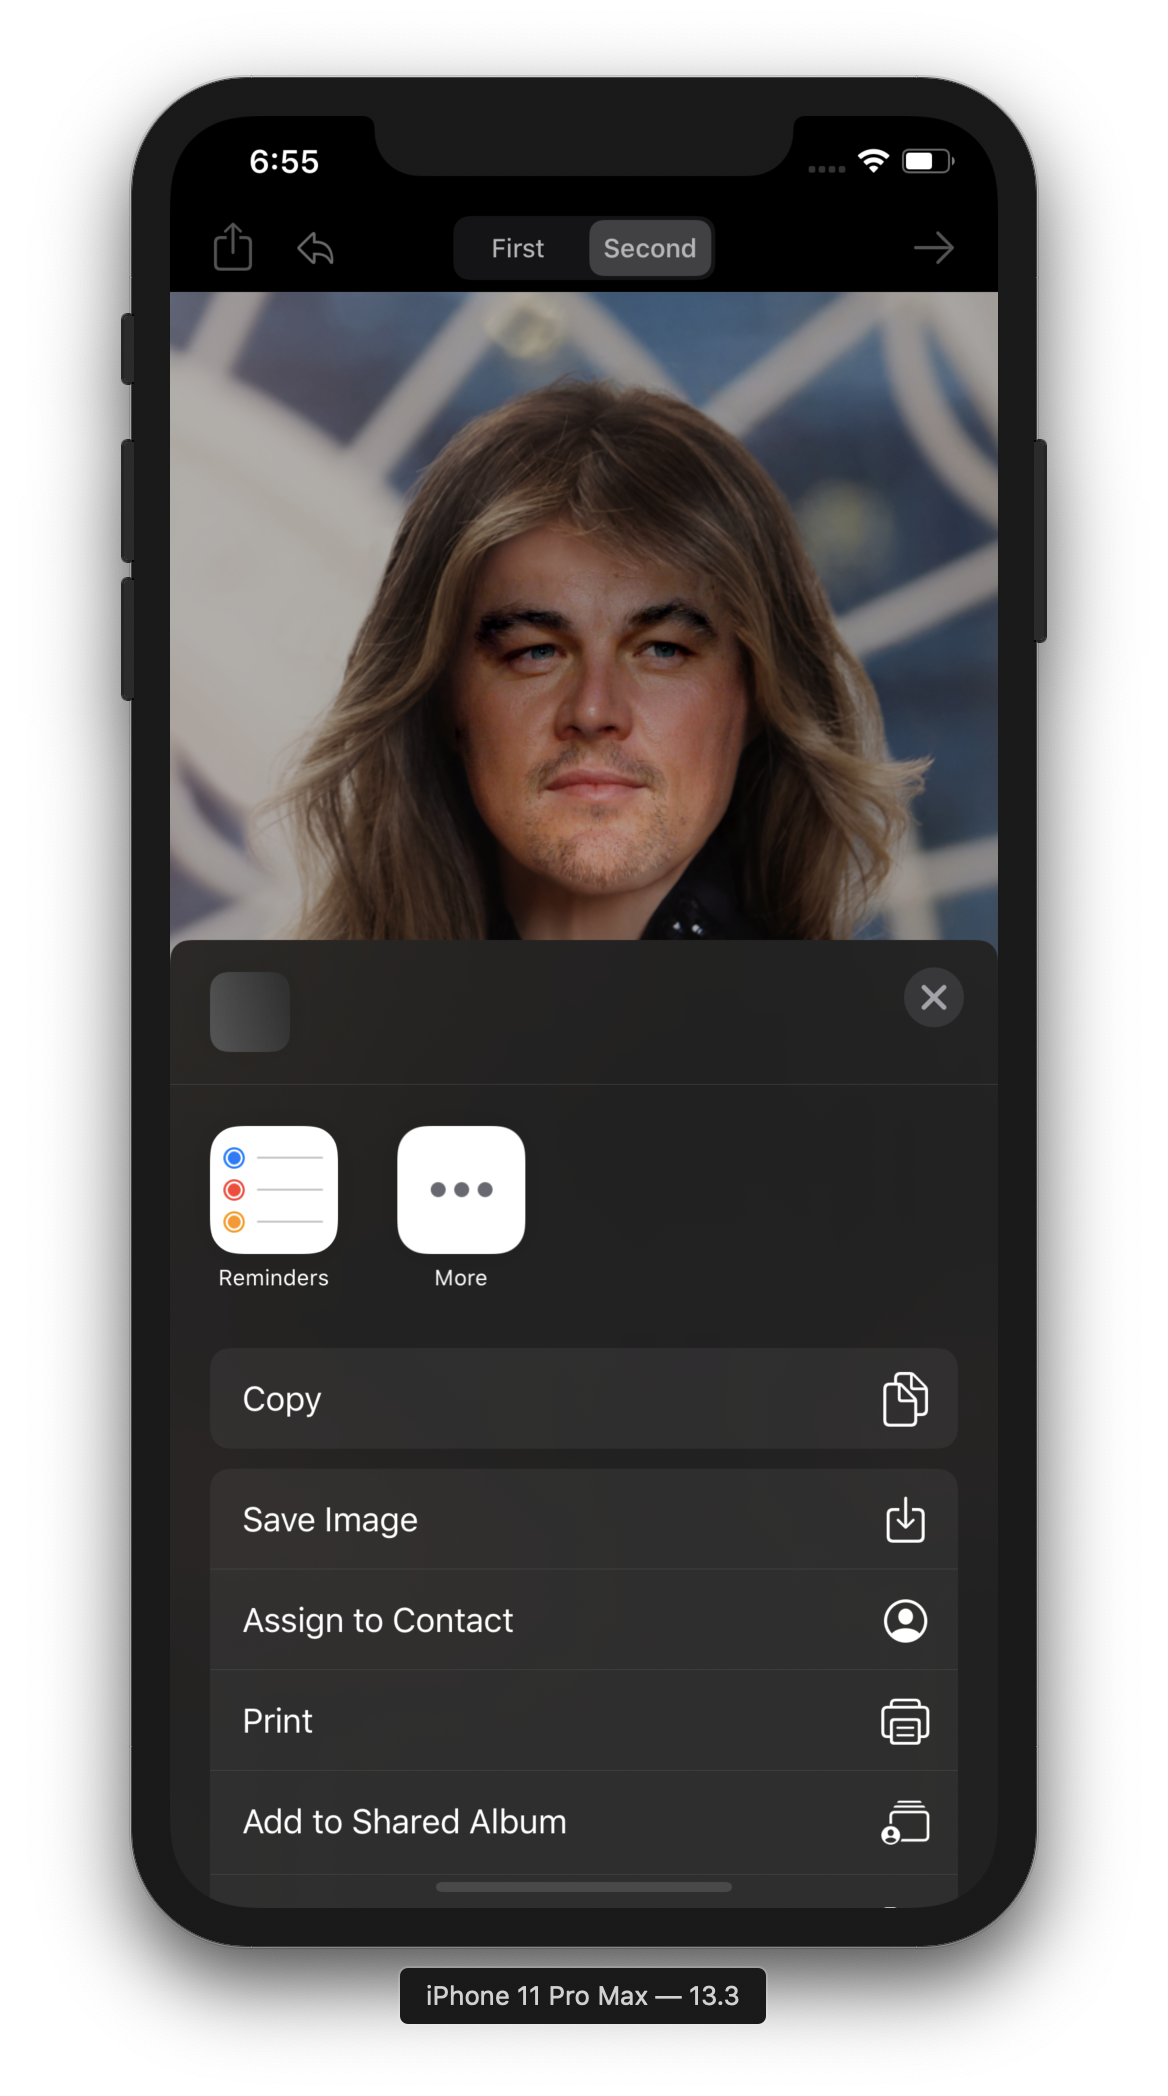 6:55
First
Second
Reminders
More
Copy
Save Image
Assign to Contact
Print
Add to Shared Album
iPhone 11 Pro Max — 13.3